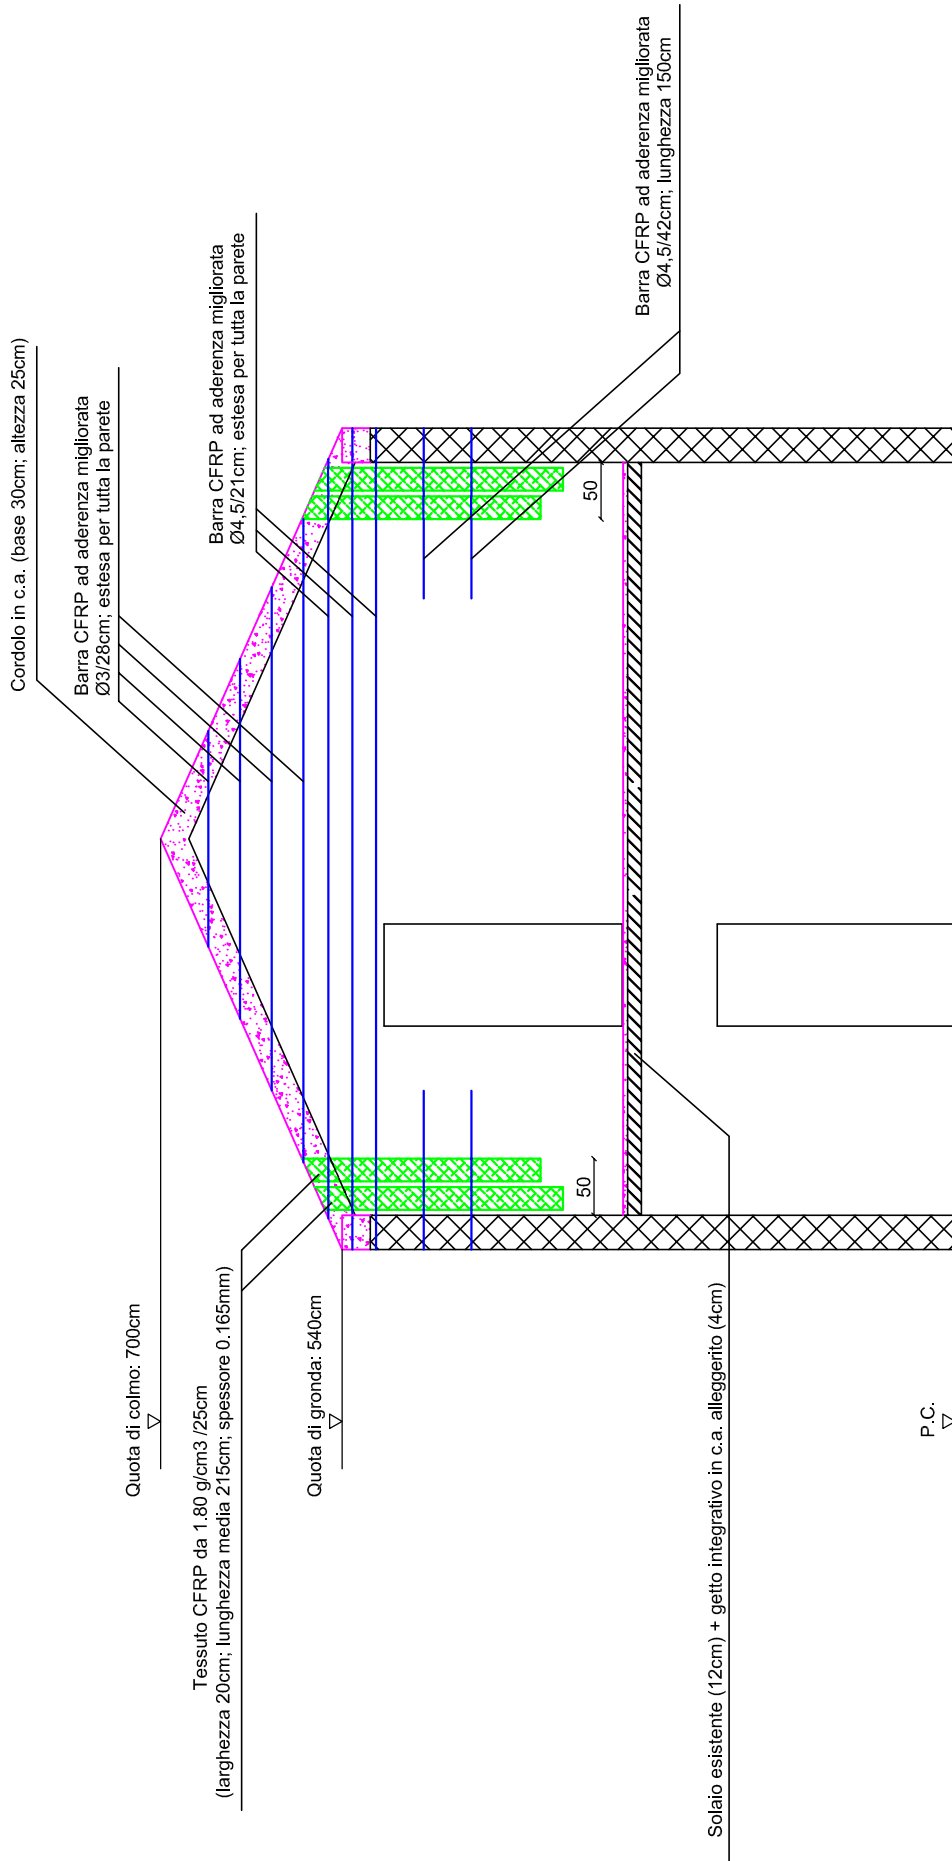 Cordolo in c.a. (base 30cm; altezza 25cm)
Barra CFRP ad aderenza migliorata
Ø3/28cm; estesa per tutta la parete
Barra CFRP ad aderenza migliorata
Ø4,5/21cm; estesa per tutta la parete
Barra CFRP ad aderenza migliorata
Ø4,5/42cm; lunghezza 150cm
Quota di colmo: 700cm
Tessuto CFRP da 1.80 g/cm3 /25cm
(larghezza 20cm; lunghezza media 215cm; spessore 0.165mm)
Quota di gronda: 540cm
50
50
Solaio esistente (12cm) + getto integrativo in c.a. alleggerito (4cm)
P.C.